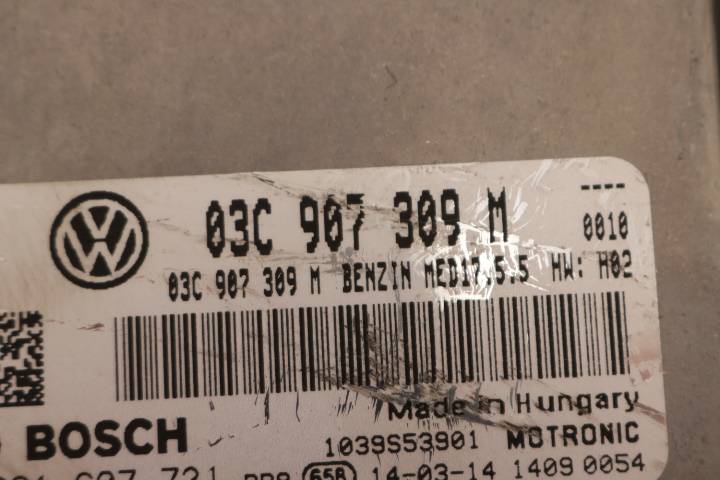 ----
03C 907 309 M 0010
03C 907 309 M BENZIN MED17.5.5 HW: H02
Made in Hungary
BOSCH 1039S53901 MOTRONIC
14-03-14 1409 0054